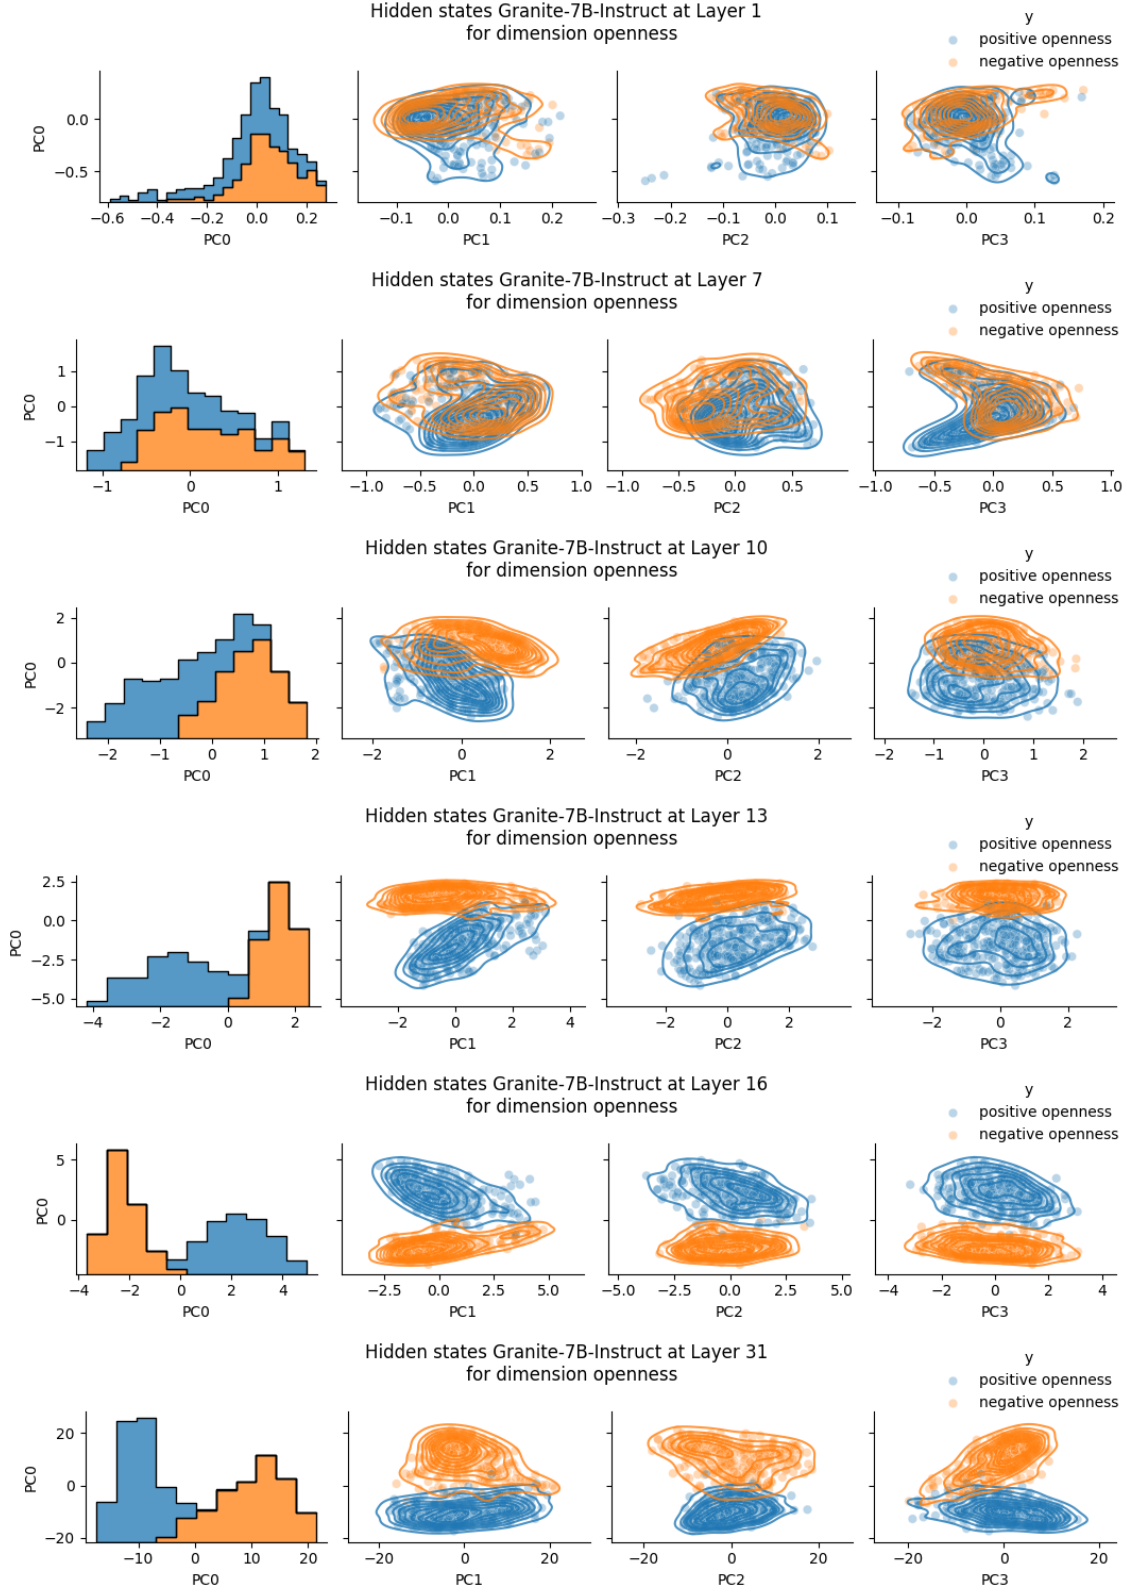 Hidden states Granite-7B-Instruct at Layer 1
for dimension openness
y
positive openness
negative openness
PC0
0.0
−0.5
−0.6 −0.4 −0.2 0.0 0.2
−0.1 0.0 0.1 0.2
−0.3 −0.2 −0.1 0.0 0.1
−0.1 0.0 0.1 0.2
PC0 PC1 PC2 PC3
Hidden states Granite-7B-Instruct at Layer 7
for dimension openness
y
positive openness
negative openness
PC0
1
0
−1
−1 0 1
−1.0 −0.5 0.0 0.5 1.0
−1.0 −0.5 0.0 0.5
−1.0 −0.5 0.0 0.5 1.0
PC0 PC1 PC2 PC3
Hidden states Granite-7B-Instruct at Layer 10
for dimension openness
y
positive openness
negative openness
PC0
2
0
−2
−2 −1 0 1 2
−2 0 2
−2 0 2
−2 −1 0 1 2
PC0 PC1 PC2 PC3
Hidden states Granite-7B-Instruct at Layer 13
for dimension openness
y
positive openness
negative openness
PC0
2.5
0.0
−2.5
−5.0
−4 −2 0 2
−2 0 2 4
−2 0 2
−2 0 2
PC0 PC1 PC2 PC3
Hidden states Granite-7B-Instruct at Layer 16
for dimension openness
y
positive openness
negative openness
PC0
5
0
−4 −2 0 2 4
−2.5 0.0 2.5 5.0
−5.0 −2.5 0.0 2.5 5.0
−4 −2 0 2 4
PC0 PC1 PC2 PC3
Hidden states Granite-7B-Instruct at Layer 31
for dimension openness
y
positive openness
negative openness
PC0
20
0
−20
−10 0 10 20
−20 0 20
−20 0 20
−20 0 20
PC0 PC1 PC2 PC3